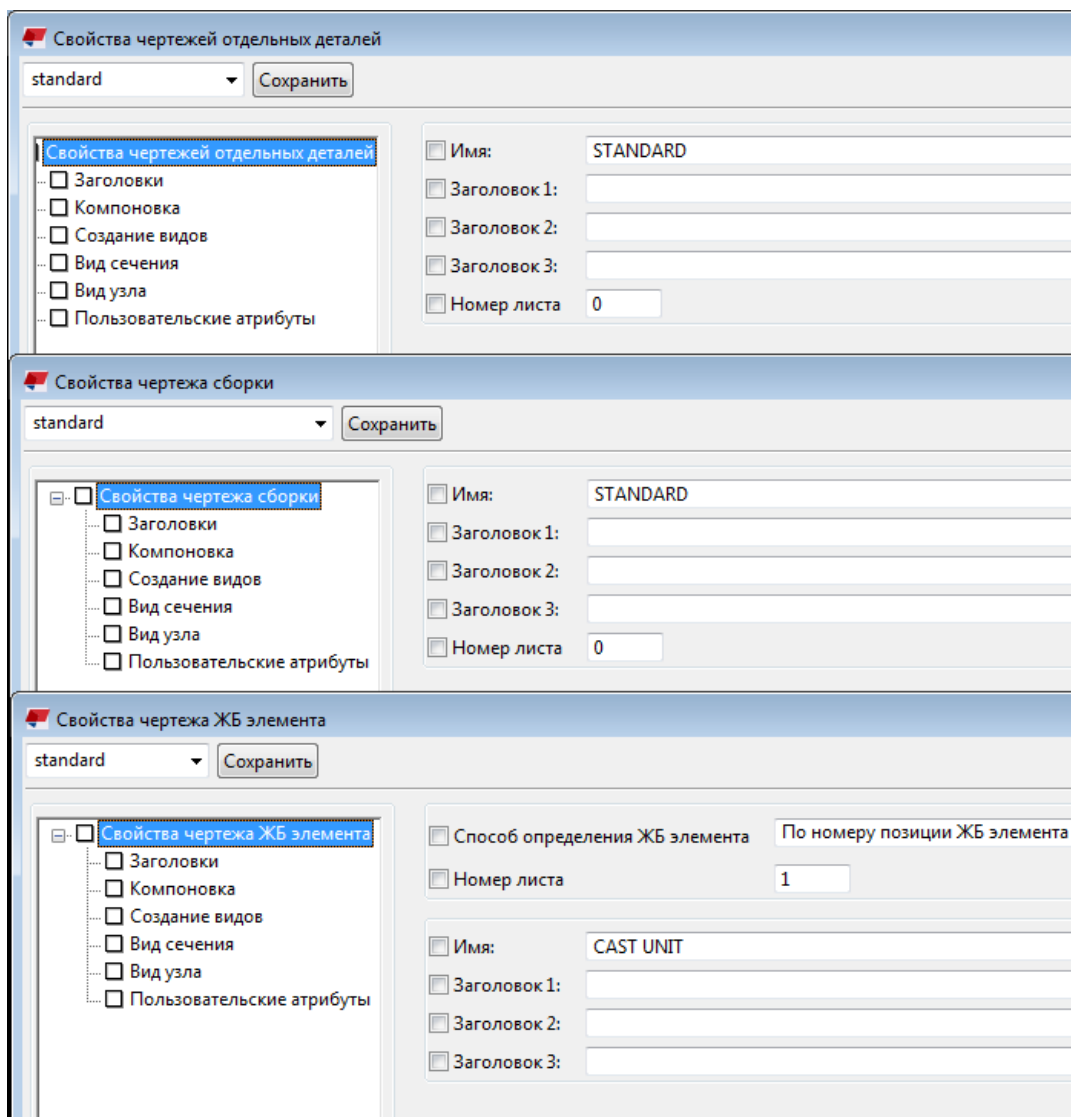 Свойства чертежей отдельных деталей
standard Сохранить
Свойства чертежей отдельных деталей
Заголовки
Компоновка
Создание видов
Вид сечения
Вид узла
Пользовательские атрибуты
Имя: STANDARD
Заголовок 1:
Заголовок 2:
Заголовок 3:
Номер листа 0
Свойства чертежа сборки
standard Сохранить
Свойства чертежа сборки
Заголовки
Компоновка
Создание видов
Вид сечения
Вид узла
Пользовательские атрибуты
Имя: STANDARD
Заголовок 1:
Заголовок 2:
Заголовок 3:
Номер листа 0
Свойства чертежа ЖБ элемента
standard Сохранить
Свойства чертежа ЖБ элемента
Заголовки
Компоновка
Создание видов
Вид сечения
Вид узла
Пользовательские атрибуты
Способ определения ЖБ элемента По номеру позиции ЖБ элемента
Номер листа 1
Имя: CAST UNIT
Заголовок 1:
Заголовок 2:
Заголовок 3: